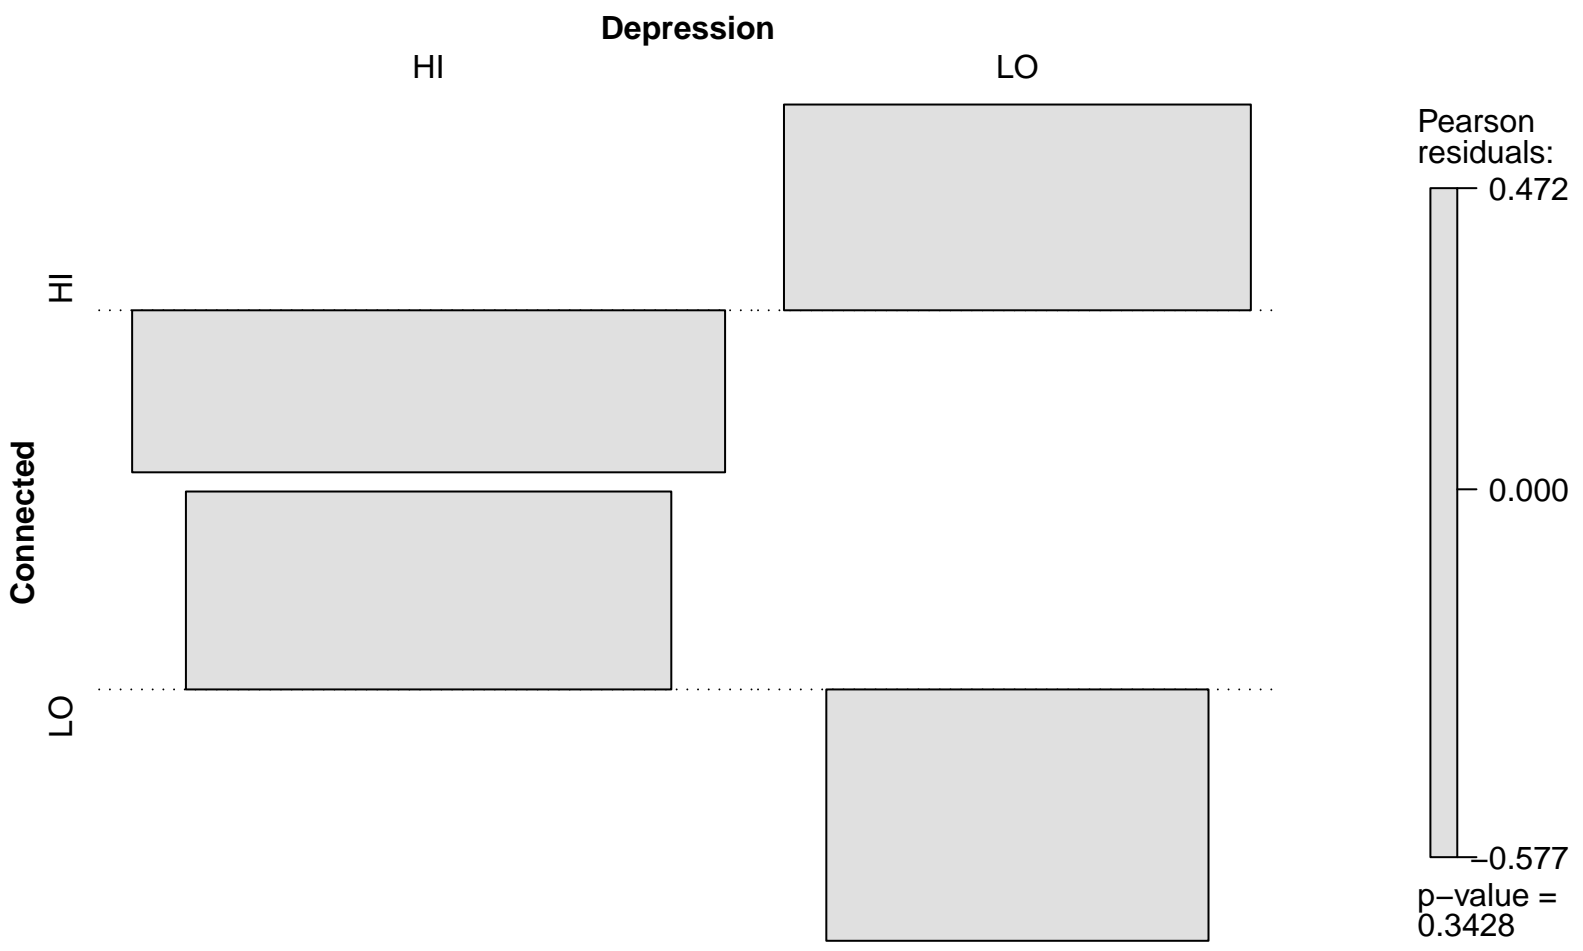 Depression
HI
LO
Pearson
residuals:
0.472
HI
Connected
0.000
LO
−0.577
p−value =
0.3428